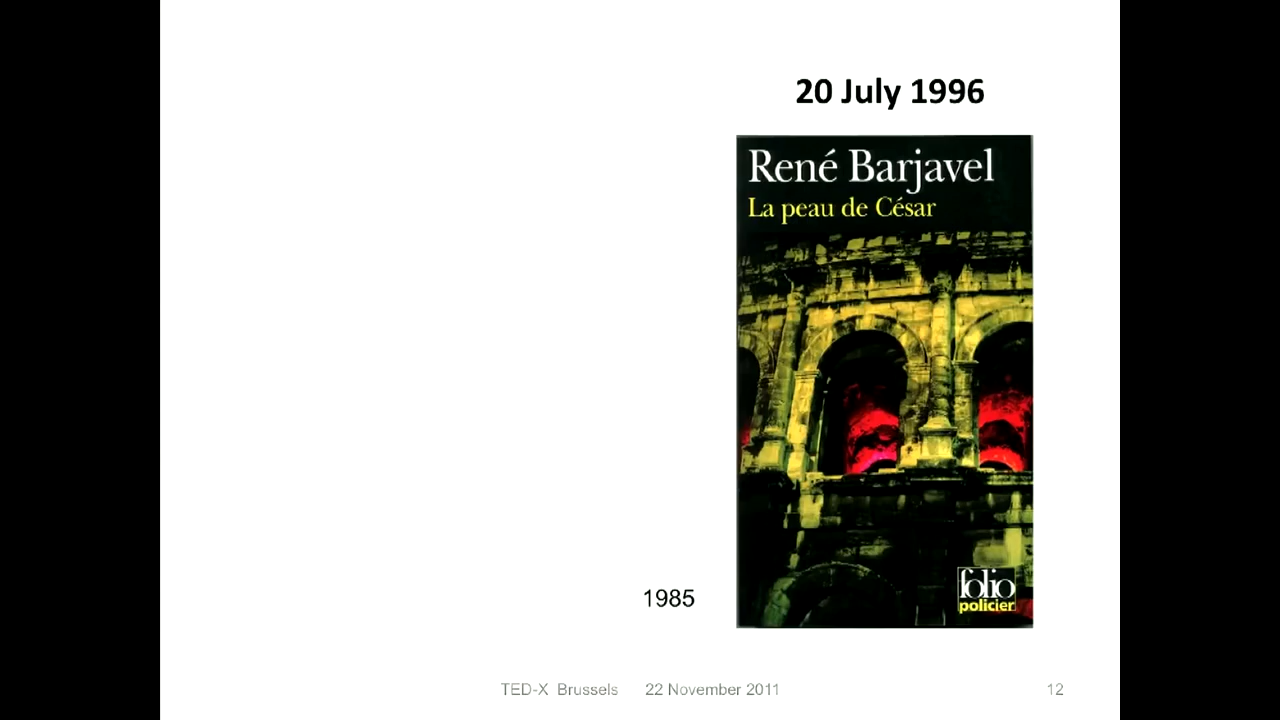 20 July 1996
René Barjavel
La peau de César
folio
policier
1985
TED-X Brussels 22 November 2011
12